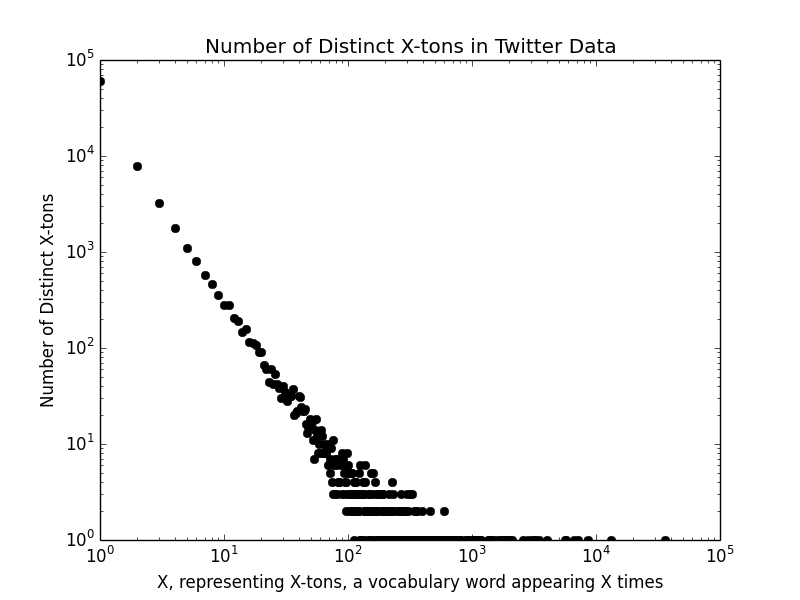 Number of Distinct X-tons in Twitter Data
10^5
10^4
10^3
10^2
10^1
10^0
Number of Distinct X-tons
10^0 10^1 10^2 10^3 10^4 10^5
X, representing X-tons, a vocabulary word appearing X times